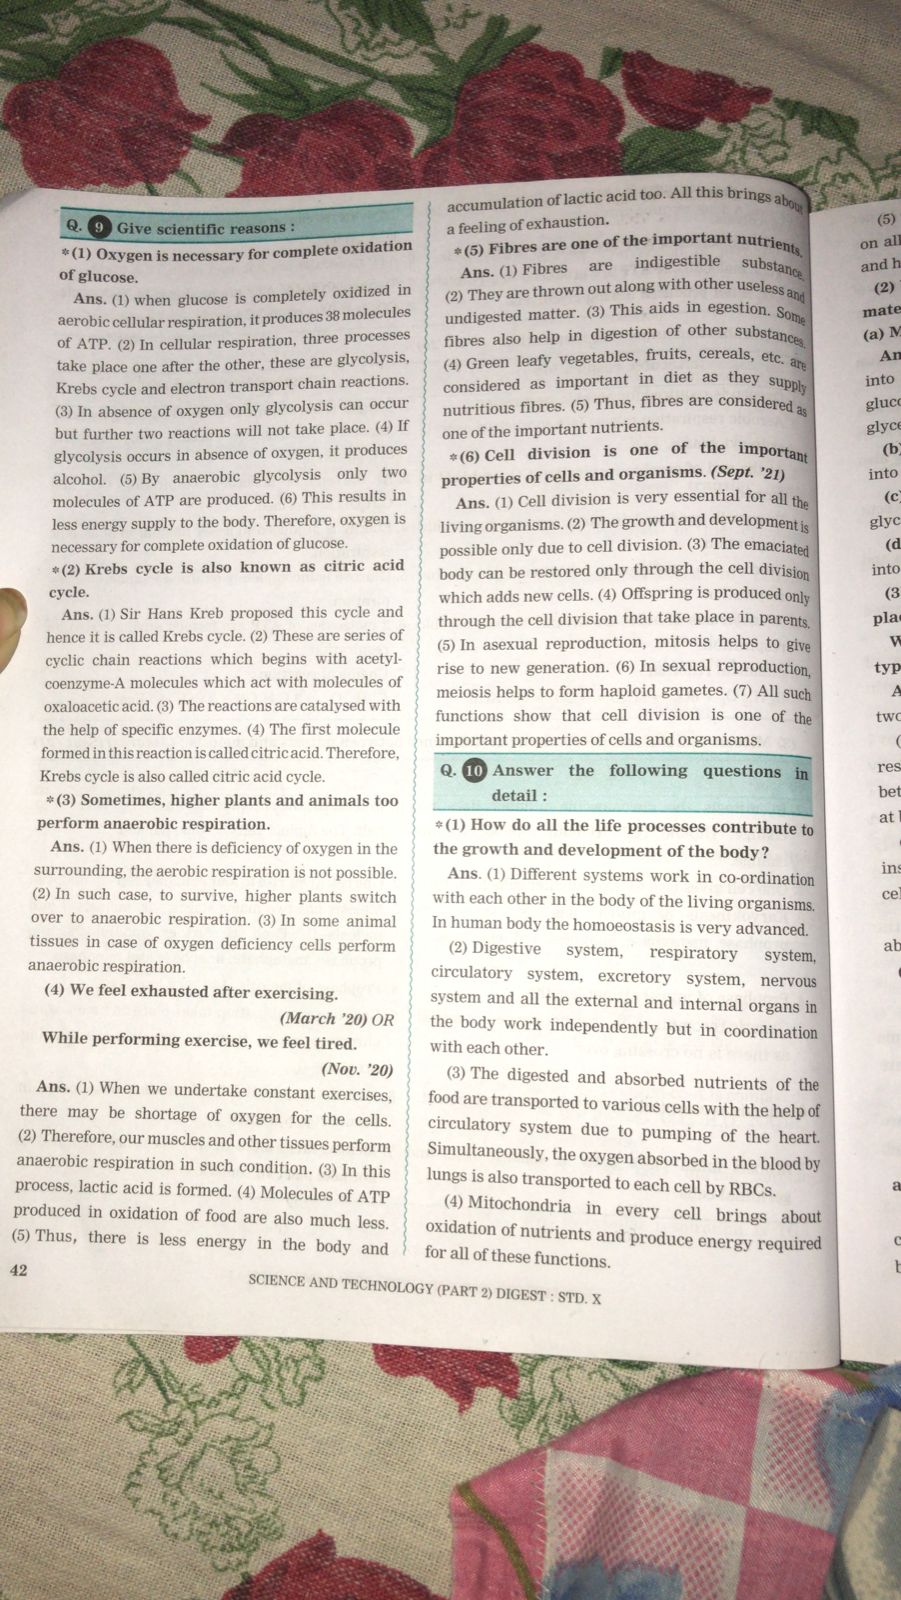 Q. 9 Give scientific reasons :
*(1) Oxygen is necessary for complete oxidation
of glucose.
Ans. (1) when glucose is completely oxidized in
aerobic cellular respiration, it produces 38 molecules
of ATP. (2) In cellular respiration, three processes
take place one after the other, these are glycolysis,
Krebs cycle and electron transport chain reactions.
(3) In absence of oxygen only glycolysis can occur
but further two reactions will not take place. (4) If
glycolysis occurs in absence of oxygen, it produces
alcohol. (5) By anaerobic glycolysis only two
molecules of ATP are produced. (6) This results in
less energy supply to the body. Therefore, oxygen is
necessary for complete oxidation of glucose.
*(2) Krebs cycle is also known as citric acid
cycle.
Ans. (1) Sir Hans Kreb proposed this cycle and
hence it is called Krebs cycle. (2) These are series of
cyclic chain reactions which begins with acetyl-
coenzyme-A molecules which act with molecules of
oxaloacetic acid. (3) The reactions are catalysed with
the help of specific enzymes. (4) The first molecule
formed in this reaction is called citric acid. Therefore,
Krebs cycle is also called citric acid cycle.
*(3) Sometimes, higher plants and animals too
perform anaerobic respiration.
Ans. (1) When there is deficiency of oxygen in the
surrounding, the aerobic respiration is not possible.
(2) In such case, to survive, higher plants switch
over to anaerobic respiration. (3) In some animal
tissues in case of oxygen deficiency cells perform
anaerobic respiration.
(4) We feel exhausted after exercising.
(March '20) OR
While performing exercise, we feel tired.
(Nov. '20)
Ans. (1) When we undertake constant exercises,
there may be shortage of oxygen for the cells.
(2) Therefore, our muscles and other tissues perform
anaerobic respiration in such condition. (3) In this
process, lactic acid is formed. (4) Molecules of ATP
produced in oxidation of food are also much less.
(5) Thus, there is less energy in the body and
accumulation of lactic acid too. All this brings about
a feeling of exhaustion.
*(5) Fibres are one of the important nutrients.
Ans. (1) Fibres are indigestible substance.
(2) They are thrown out along with other useless and
undigested matter. (3) This aids in egestion. Some
fibres also help in digestion of other substances.
(4) Green leafy vegetables, fruits, cereals, etc. are
considered as important in diet as they supply
nutritious fibres. (5) Thus, fibres are considered as
one of the important nutrients.
*(6) Cell division is one of the important
properties of cells and organisms. (Sept. '21)
Ans. (1) Cell division is very essential for all the
living organisms. (2) The growth and development is
possible only due to cell division. (3) The emaciated
body can be restored only through the cell division
which adds new cells. (4) Offspring is produced only
through the cell division that take place in parents.
(5) In asexual reproduction, mitosis helps to give
rise to new generation. (6) In sexual reproduction,
meiosis helps to form haploid gametes. (7) All such
functions show that cell division is one of the
important properties of cells and organisms.
Q. 10 Answer the following questions in
detail :
*(1) How do all the life processes contribute to
the growth and development of the body?
Ans. (1) Different systems work in co-ordination
with each other in the body of the living organisms.
In human body the homoeostasis is very advanced.
(2) Digestive system, respiratory system,
circulatory system, excretory system, nervous
system and all the external and internal organs in
the body work independently but in coordination
with each other.
(3) The digested and absorbed nutrients of the
food are transported to various cells with the help of
circulatory system due to pumping of the heart.
Simultaneously, the oxygen absorbed in the blood by
lungs is also transported to each cell by RBCs.
(4) Mitochondria in every cell brings about
oxidation of nutrients and produce energy required
for all of these functions.
42
SCIENCE AND TECHNOLOGY (PART 2) DIGEST : STD. X
(5)
on all
and h
(2)
mate
(a) M
An
into
gluc
glyc
(b)
into
(c
glyc
(d
into
(3
pla
W
typ
A
two
(
res
bet
at
ins
cel
ab